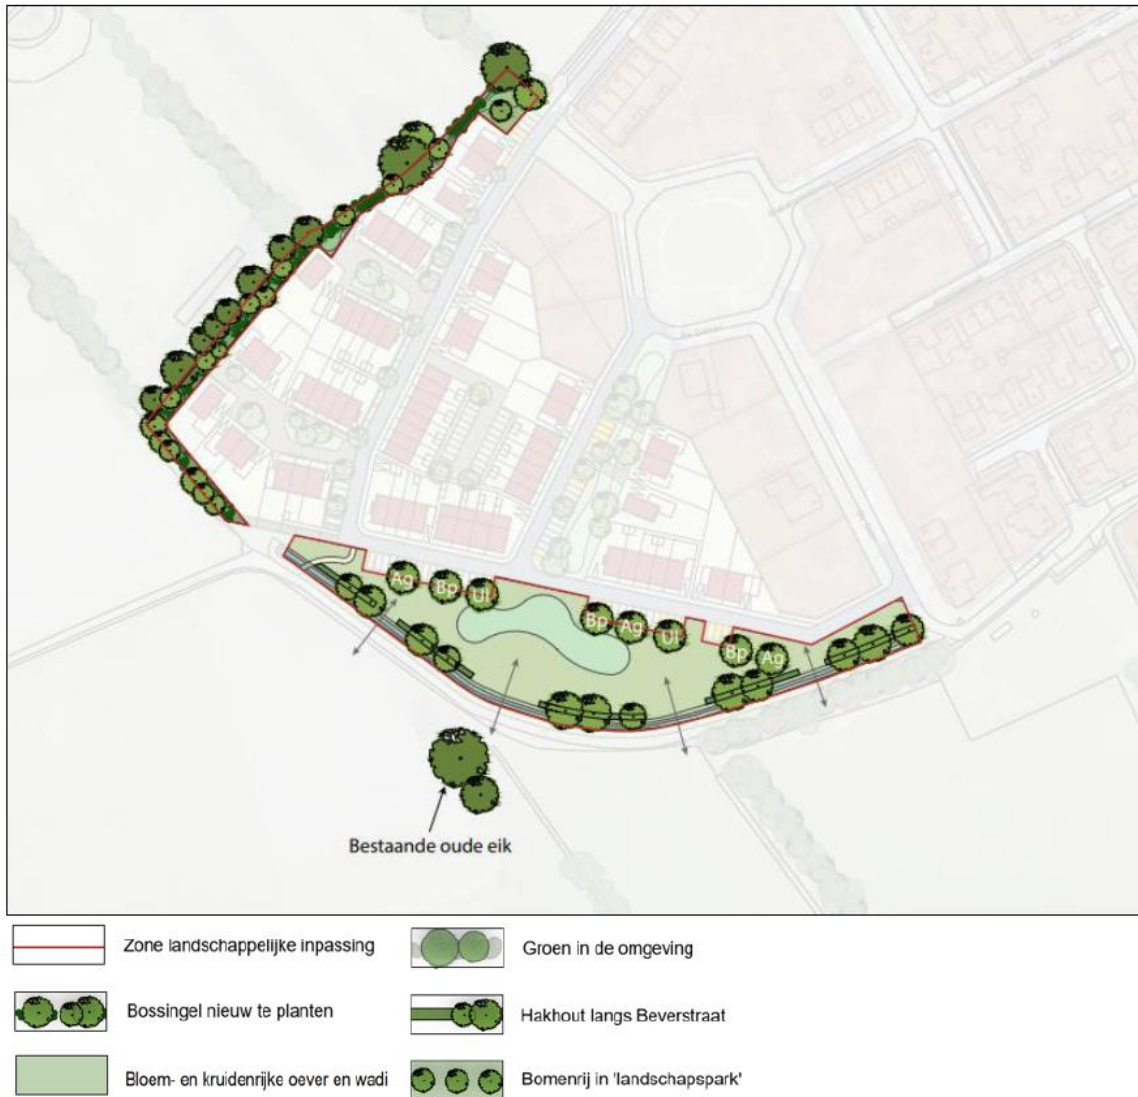 Ag
Bp
Ul
Bp
Ag
Ul
Bp
Ag
Bestaande oude eik
Zone landschappelijke inpassing
Groen in de omgeving
Bossingel nieuw te planten
Hakhout langs Beverstraat
Bloem- en kruidenrijke oever en wadi
Bomenrij in 'landschapspark'